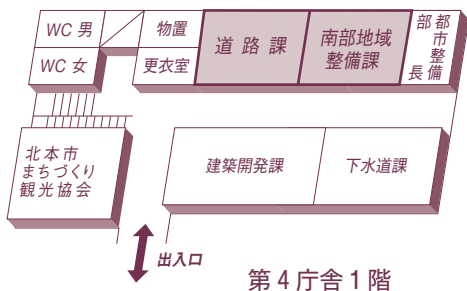 WC 男
WC 女
物置
更衣室
道路課
南部地域
整備課
都市整備
部長
北本市
まちづくり
観光協会
建築開発課
下水道課
出入口
第4庁舎1階